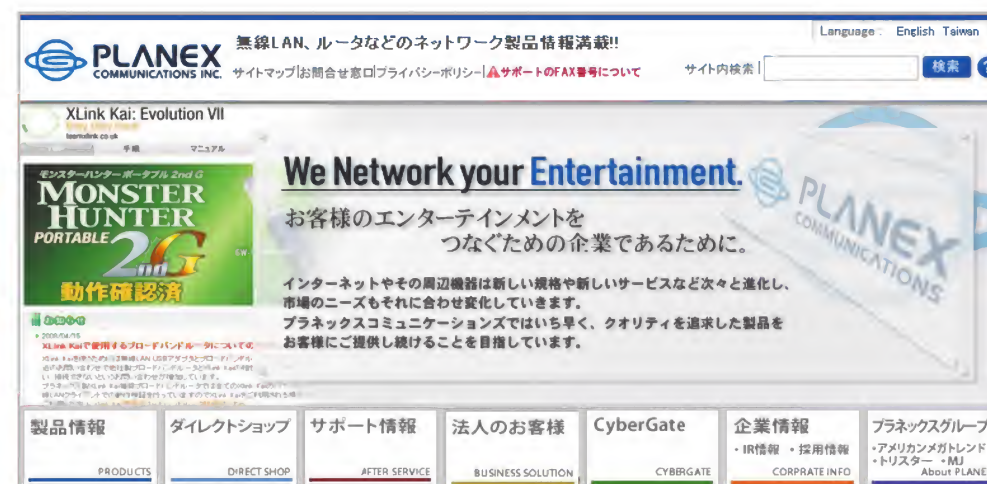 Language : English Taiwan
PLANEX
COMMUNICATIONS INC.
無線LAN、ルータなどのネットワーク製品情報満載!!
サイトマップ|お問合せ窓口|プライバシーポリシー|サポートのFAX番号について
サイト内検索
検索
XLink Kai: Evolution VII
teamxlink.co.uk
手順
マニュアル
モンスターハンターポータブル 2nd G
MONSTER
HUNTER
PORTABLE
2nd G
動作確認済
お知らせ
2008/04/15
XLink Kaiで使用するブロードバンドルータについての
We Network your Entertainment.
お客様のエンターテインメントを
つなぐための企業であるために。
インターネットやその周辺機器は新しい規格や新しいサービスなど次々と進化し、
市場のニーズもそれに合わせ変化していきます。
プラネックスコミュニケーションズではいち早く、クオリティを追求した製品を
お客様にご提供し続けることを目指しています。
PLANEX
COMMUNICATIONS
製品情報
PRODUCTS
ダイレクトショップ
DIRECT SHOP
サポート情報
AFTER SERVICE
法人のお客様
BUSINESS SOLUTION
CyberGate
CYBERGATE
企業情報
・IR情報 ・採用情報
CORPRATE INFO
プラネックスグループ
・アメリカンメガトレンド
・トリスター ・MJ
About PLANE